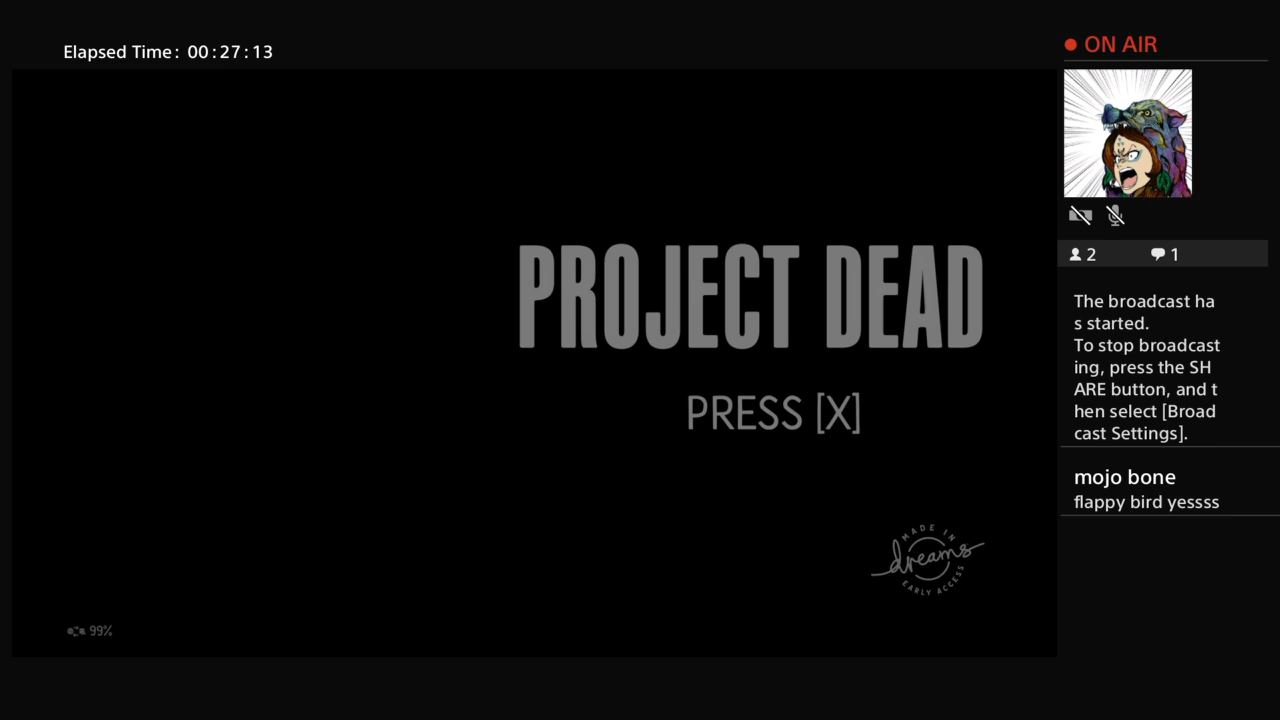 Elapsed Time: 00:27:13
ON AIR
PROJECT DEAD
PRESS [X]
MADE IN
dreams
EARLY ACCESS
99%
2
1
The broadcast ha
s started.
To stop broadcast
ing, press the SH
ARE button, and t
hen select [Broad
cast Settings].
mojo bone
flappy bird yessss